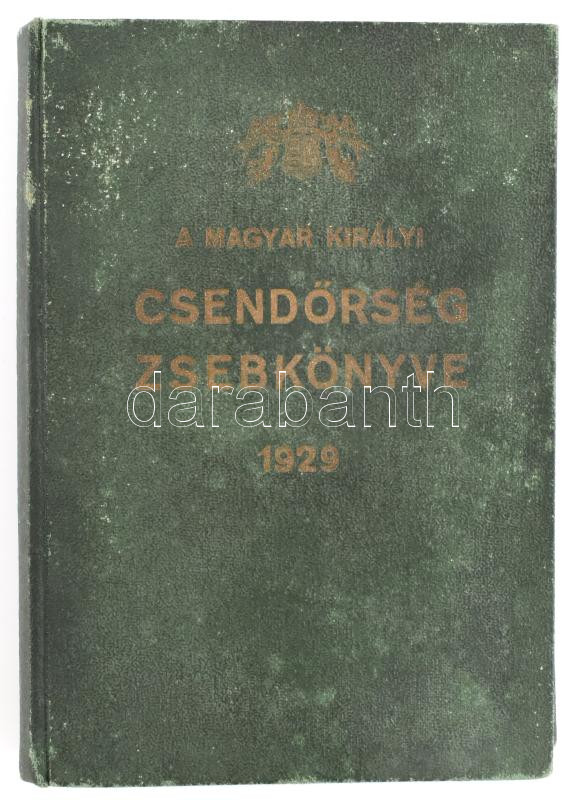 A MAGYAR KIRÁLYI
CSENDŐRSÉG
ZSEBKÖNYVE
darabanth
1929